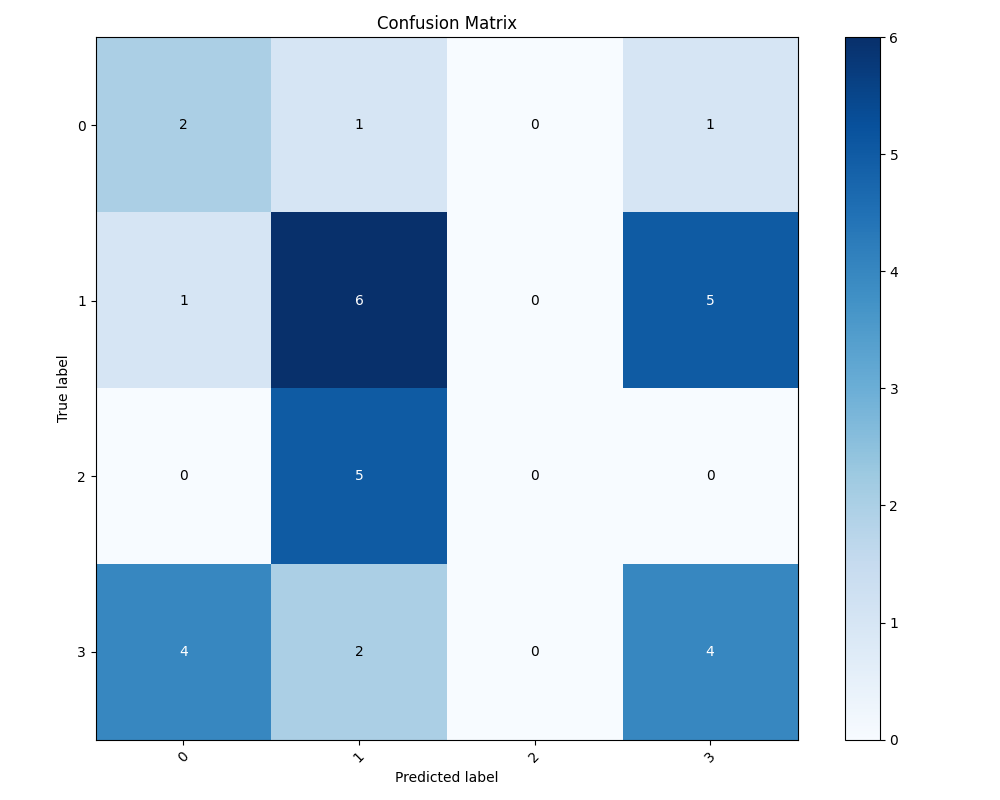 Confusion Matrix
0 2 1 0 1
1 1 6 0 5
2 0 5 0 0
3 4 2 0 4
0 1 2 3
True label
Predicted label
6
5
4
3
2
1
0